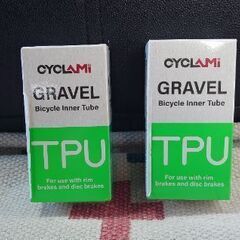 CYCLAMI
GRAVEL
Bicycle Inner Tube
TPU
For use with rim
brakes and disc brakes
CYCLAMI
GRAVEL
Bicycle Inner Tube
TPU
For use with rim
brakes and disc brakes